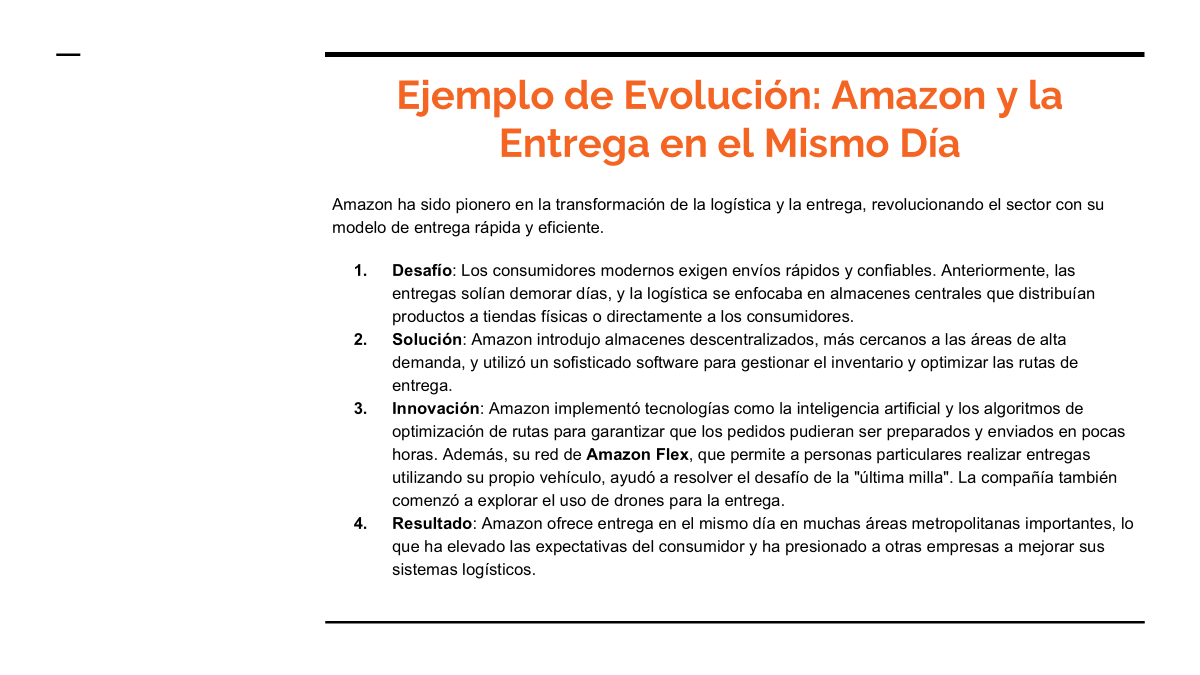 Ejemplo de Evolución: Amazon y la
Entrega en el Mismo Día
Amazon ha sido pionero en la transformación de la logística y la entrega, revolucionando el sector con su
modelo de entrega rápida y eficiente.
1. Desafío: Los consumidores modernos exigen envíos rápidos y confiables. Anteriormente, las
entregas solían demorar días, y la logística se enfocaba en almacenes centrales que distribuían
productos a tiendas físicas o directamente a los consumidores.
2. Solución: Amazon introdujo almacenes descentralizados, más cercanos a las áreas de alta
demanda, y utilizó un sofisticado software para gestionar el inventario y optimizar las rutas de
entrega.
3. Innovación: Amazon implementó tecnologías como la inteligencia artificial y los algoritmos de
optimización de rutas para garantizar que los pedidos pudieran ser preparados y enviados en pocas
horas. Además, su red de Amazon Flex, que permite a personas particulares realizar entregas
utilizando su propio vehículo, ayudó a resolver el desafío de la "última milla". La compañía también
comenzó a explorar el uso de drones para la entrega.
4. Resultado: Amazon ofrece entrega en el mismo día en muchas áreas metropolitanas importantes, lo
que ha elevado las expectativas del consumidor y ha presionado a otras empresas a mejorar sus
sistemas logísticos.